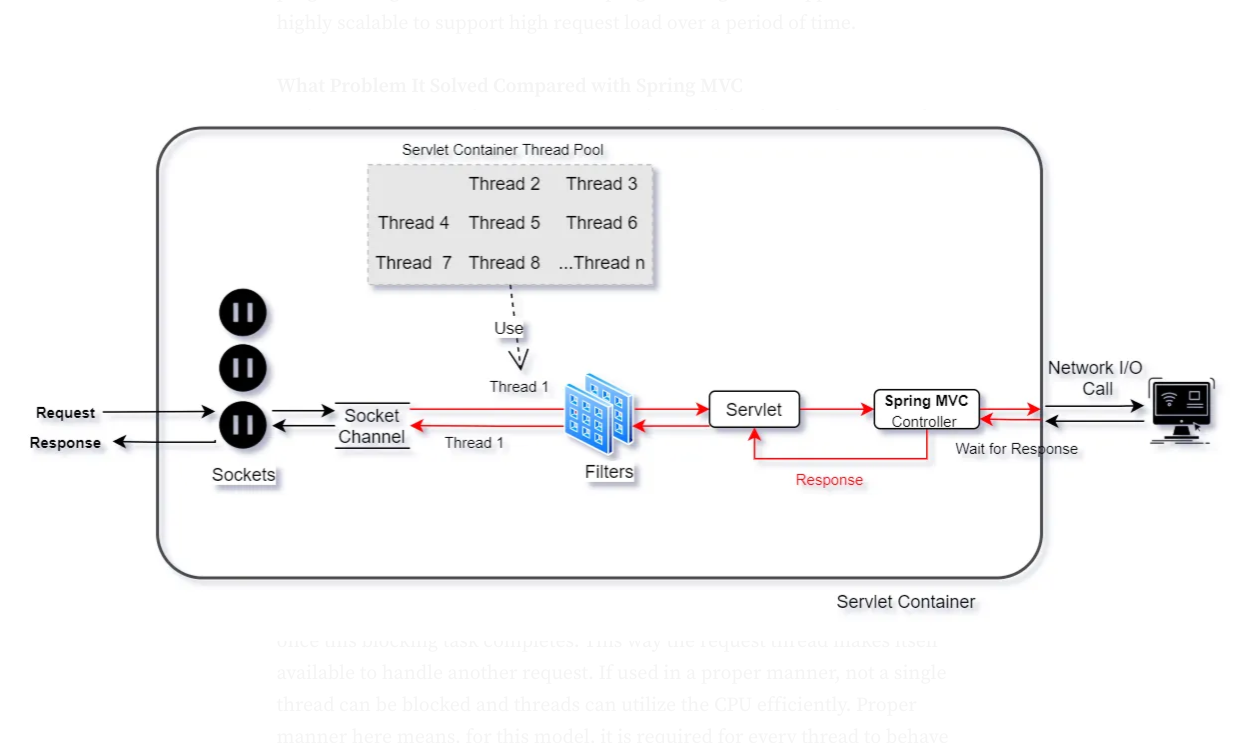 highly scalable to support high request load over a period of time.
What Problem It Solved Compared with Spring MVC
Servlet Container Thread Pool
Thread 2 Thread 3
Thread 4 Thread 5 Thread 6
Thread 7 Thread 8 ...Thread n
Use
Thread 1
Network I/O
Call
Request
Response
Socket
Channel
Thread 1
Servlet
Spring MVC
Controller
Wait for Response
Sockets
Filters
Response
Servlet Container
once this blocking task completes. This way the request thread makes itself
available to handle another request. If used in a proper manner, not a single
thread can be blocked and threads can utilize the CPU efficiently. Proper
manner here means, for this model, it is required for every thread to behave